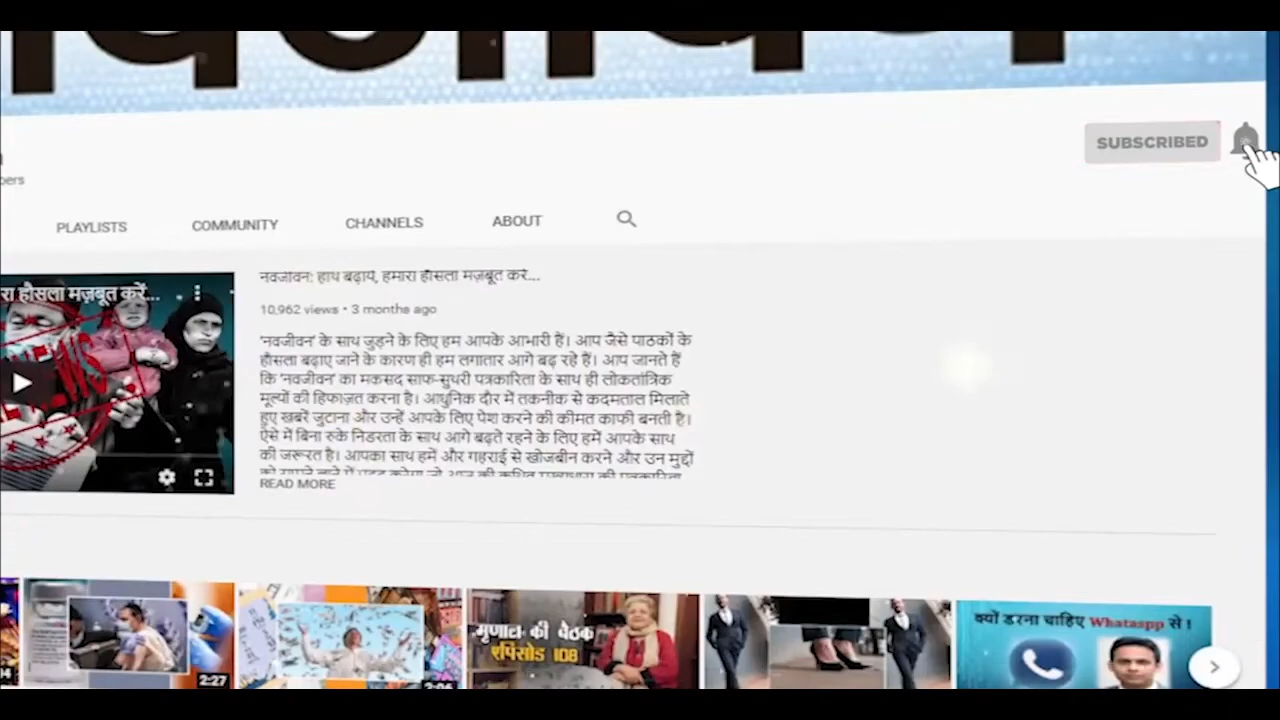 SUBSCRIBED
PLAYLISTS COMMUNITY CHANNELS ABOUT
रा हौसला मज़बूत करें...
नवजीवन: हाथ बढ़ायें, हमारा हौसला मज़बूत करें...
10,962 views • 3 months ago
'नवजीवन' के साथ जुड़ने के लिए हम आपके आभारी हैं। आप जैसे पाठकों के
हौसला बढ़ाए जाने के कारण ही हम लगातार आगे बढ़ रहे हैं। आप जानते हैं
कि 'नवजीवन' का मकसद साफ-सुथरी पत्रकारिता के साथ ही लोकतांत्रिक
मूल्यों की हिफाज़त करना है। आधुनिक दौर में तकनीक से कदमताल मिलाते
हुए खबरें जुटाना और उन्हें आपके लिए पेश करने की कीमत काफी बनती है।
ऐसे में बिना रुके निडरता के साथ आगे बढ़ते रहने के लिए हमें आपके साथ
की जरूरत है। आपका साथ हमें और गहराई से खोजबीन करने और उन मुद्दों
READ MORE
2:27
मृणाल की बैठक
एपिसोड 108
क्यों डरना चाहिए Whataspp से !